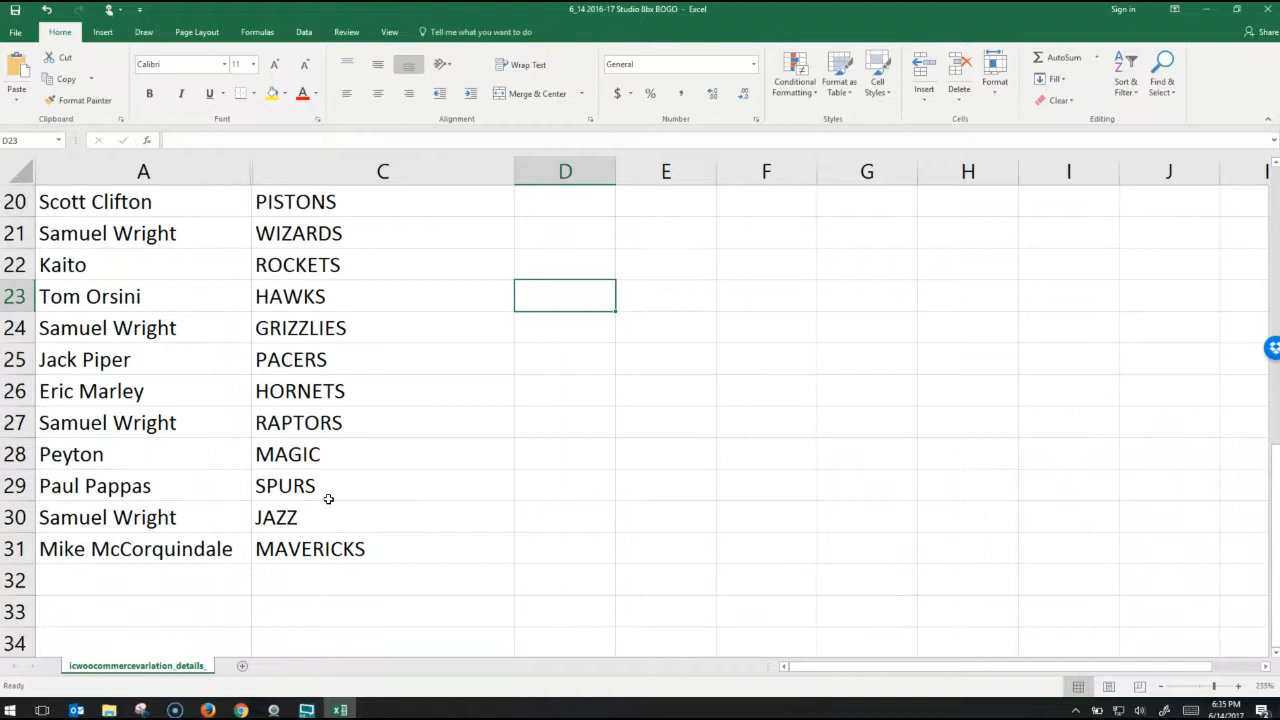 6_14 2016-17 Studio 8bx BOGO - Excel
Sign in
File Home Insert Draw Page Layout Formulas Data Review View Tell me what you want to do Share
Paste
Cut
Copy
Format Painter
Clipboard
Calibri 11
B I U
Font
Wrap Text
Merge & Center
Alignment
General
$ % ,
Number
Conditional Formatting
Format as Table
Cell Styles
Styles
Insert
Delete
Format
Cells
AutoSum
Fill
Clear
Sort & Filter
Find & Select
Editing
D23 fx
A C D E F G H I J
20 Scott Clifton PISTONS
21 Samuel Wright WIZARDS
22 Kaito ROCKETS
23 Tom Orsini HAWKS
24 Samuel Wright GRIZZLIES
25 Jack Piper PACERS
26 Eric Marley HORNETS
27 Samuel Wright RAPTORS
28 Peyton MAGIC
29 Paul Pappas SPURS
30 Samuel Wright JAZZ
31 Mike McCorquindale MAVERICKS
32
33
34
icwoocommercevariation_details_
Ready
235%
6:35 PM
6/14/2017